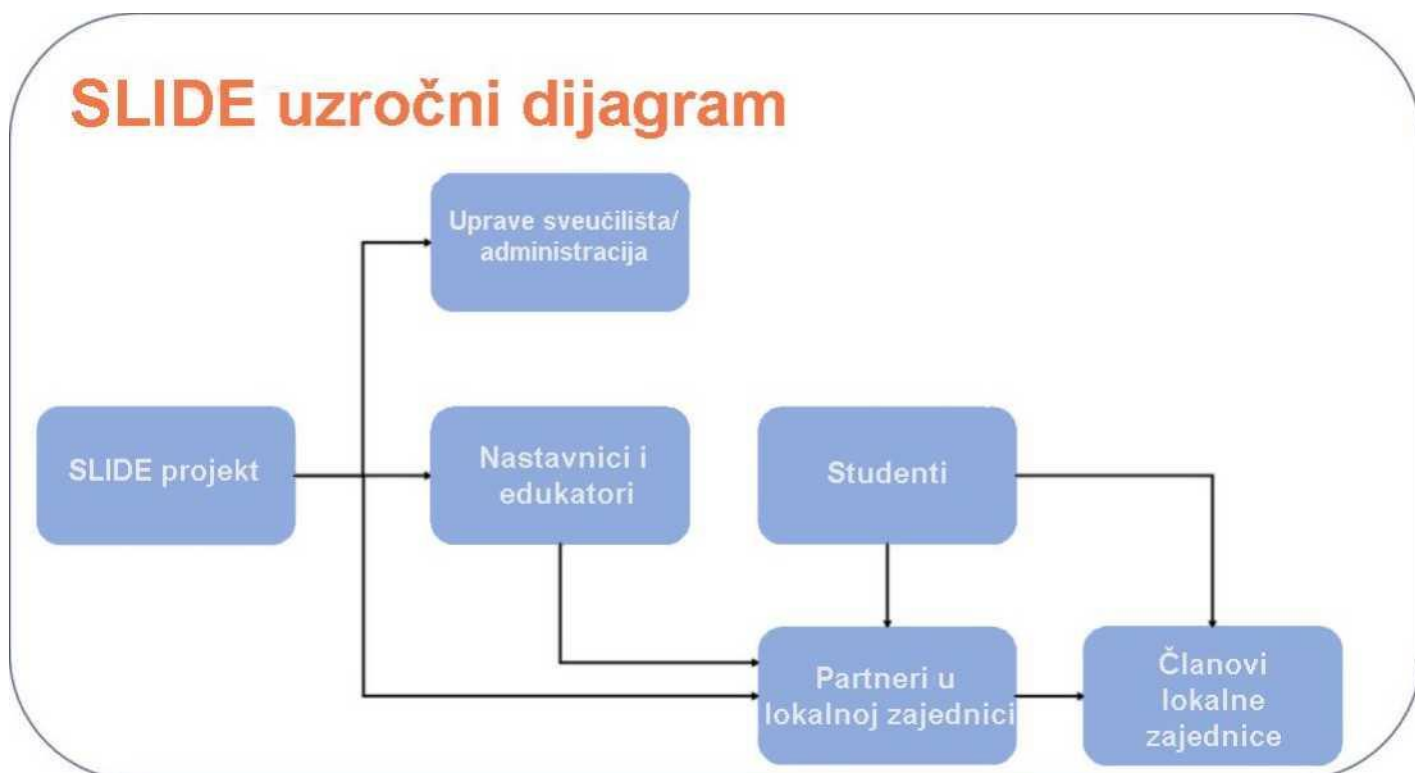 SLIDE uzročni dijagram
Uprave sveučilišta/
administracija
SLIDE projekt
Nastavnici i
edukatori
Studenti
Partneri u
lokalnoj zajednici
Članovi
lokalne
zajednice